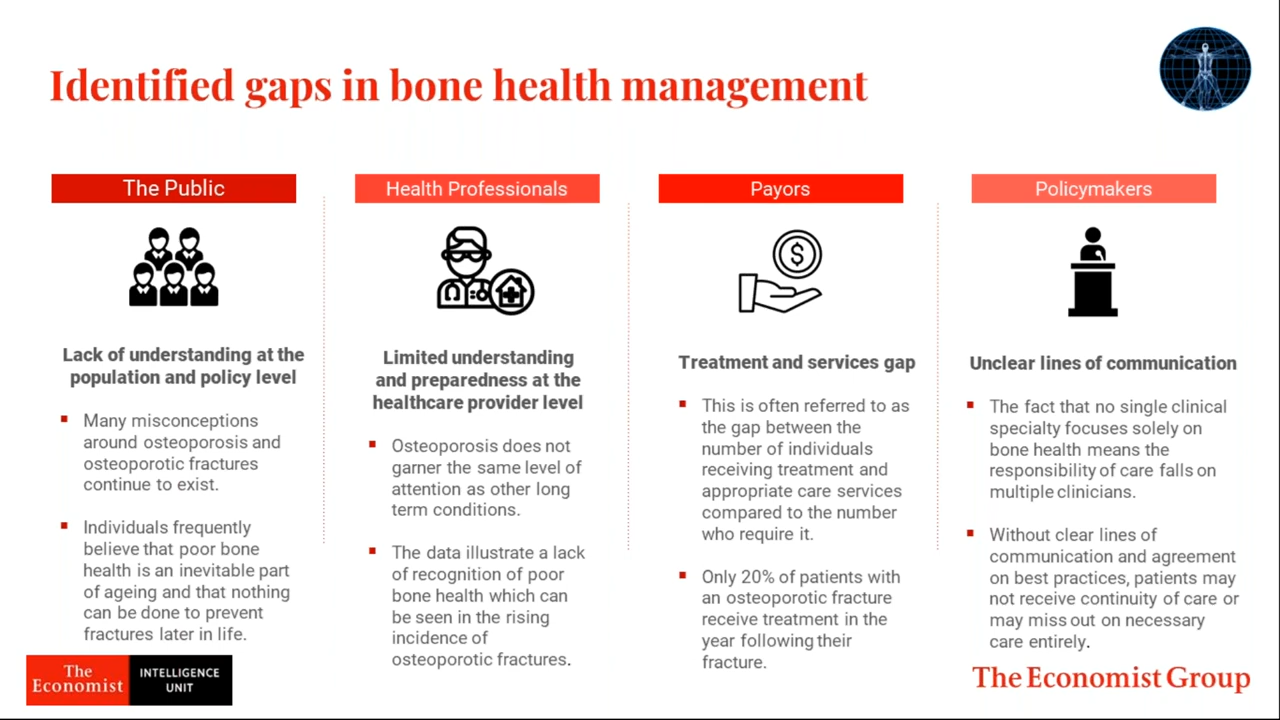 Identified gaps in bone health management
The Public
Lack of understanding at the
population and policy level
Many misconceptions
around osteoporosis and
osteoporotic fractures
continue to exist.
Individuals frequently
believe that poor bone
health is an inevitable part
of ageing and that nothing
can be done to prevent
fractures later in life.
Health Professionals
Limited understanding
and preparedness at the
healthcare provider level
Osteoporosis does not
garner the same level of
attention as other long
term conditions.
The data illustrate a lack
of recognition of poor
bone health which can
be seen in the rising
incidence of
osteoporotic fractures.
Payors
$
Treatment and services gap
This is often referred to as
the gap between the
number of individuals
receiving treatment and
appropriate care services
compared to the number
who require it.
Only 20% of patients with
an osteoporotic fracture
receive treatment in the
year following their
fracture.
Policymakers
Unclear lines of communication
The fact that no single clinical
specialty focuses solely on
bone health means the
responsibility of care falls on
multiple clinicians.
Without clear lines of
communication and agreement
on best practices, patients may
not receive continuity of care or
may miss out on necessary
care entirely.
The
Economist
INTELLIGENCE
UNIT
The Economist Group